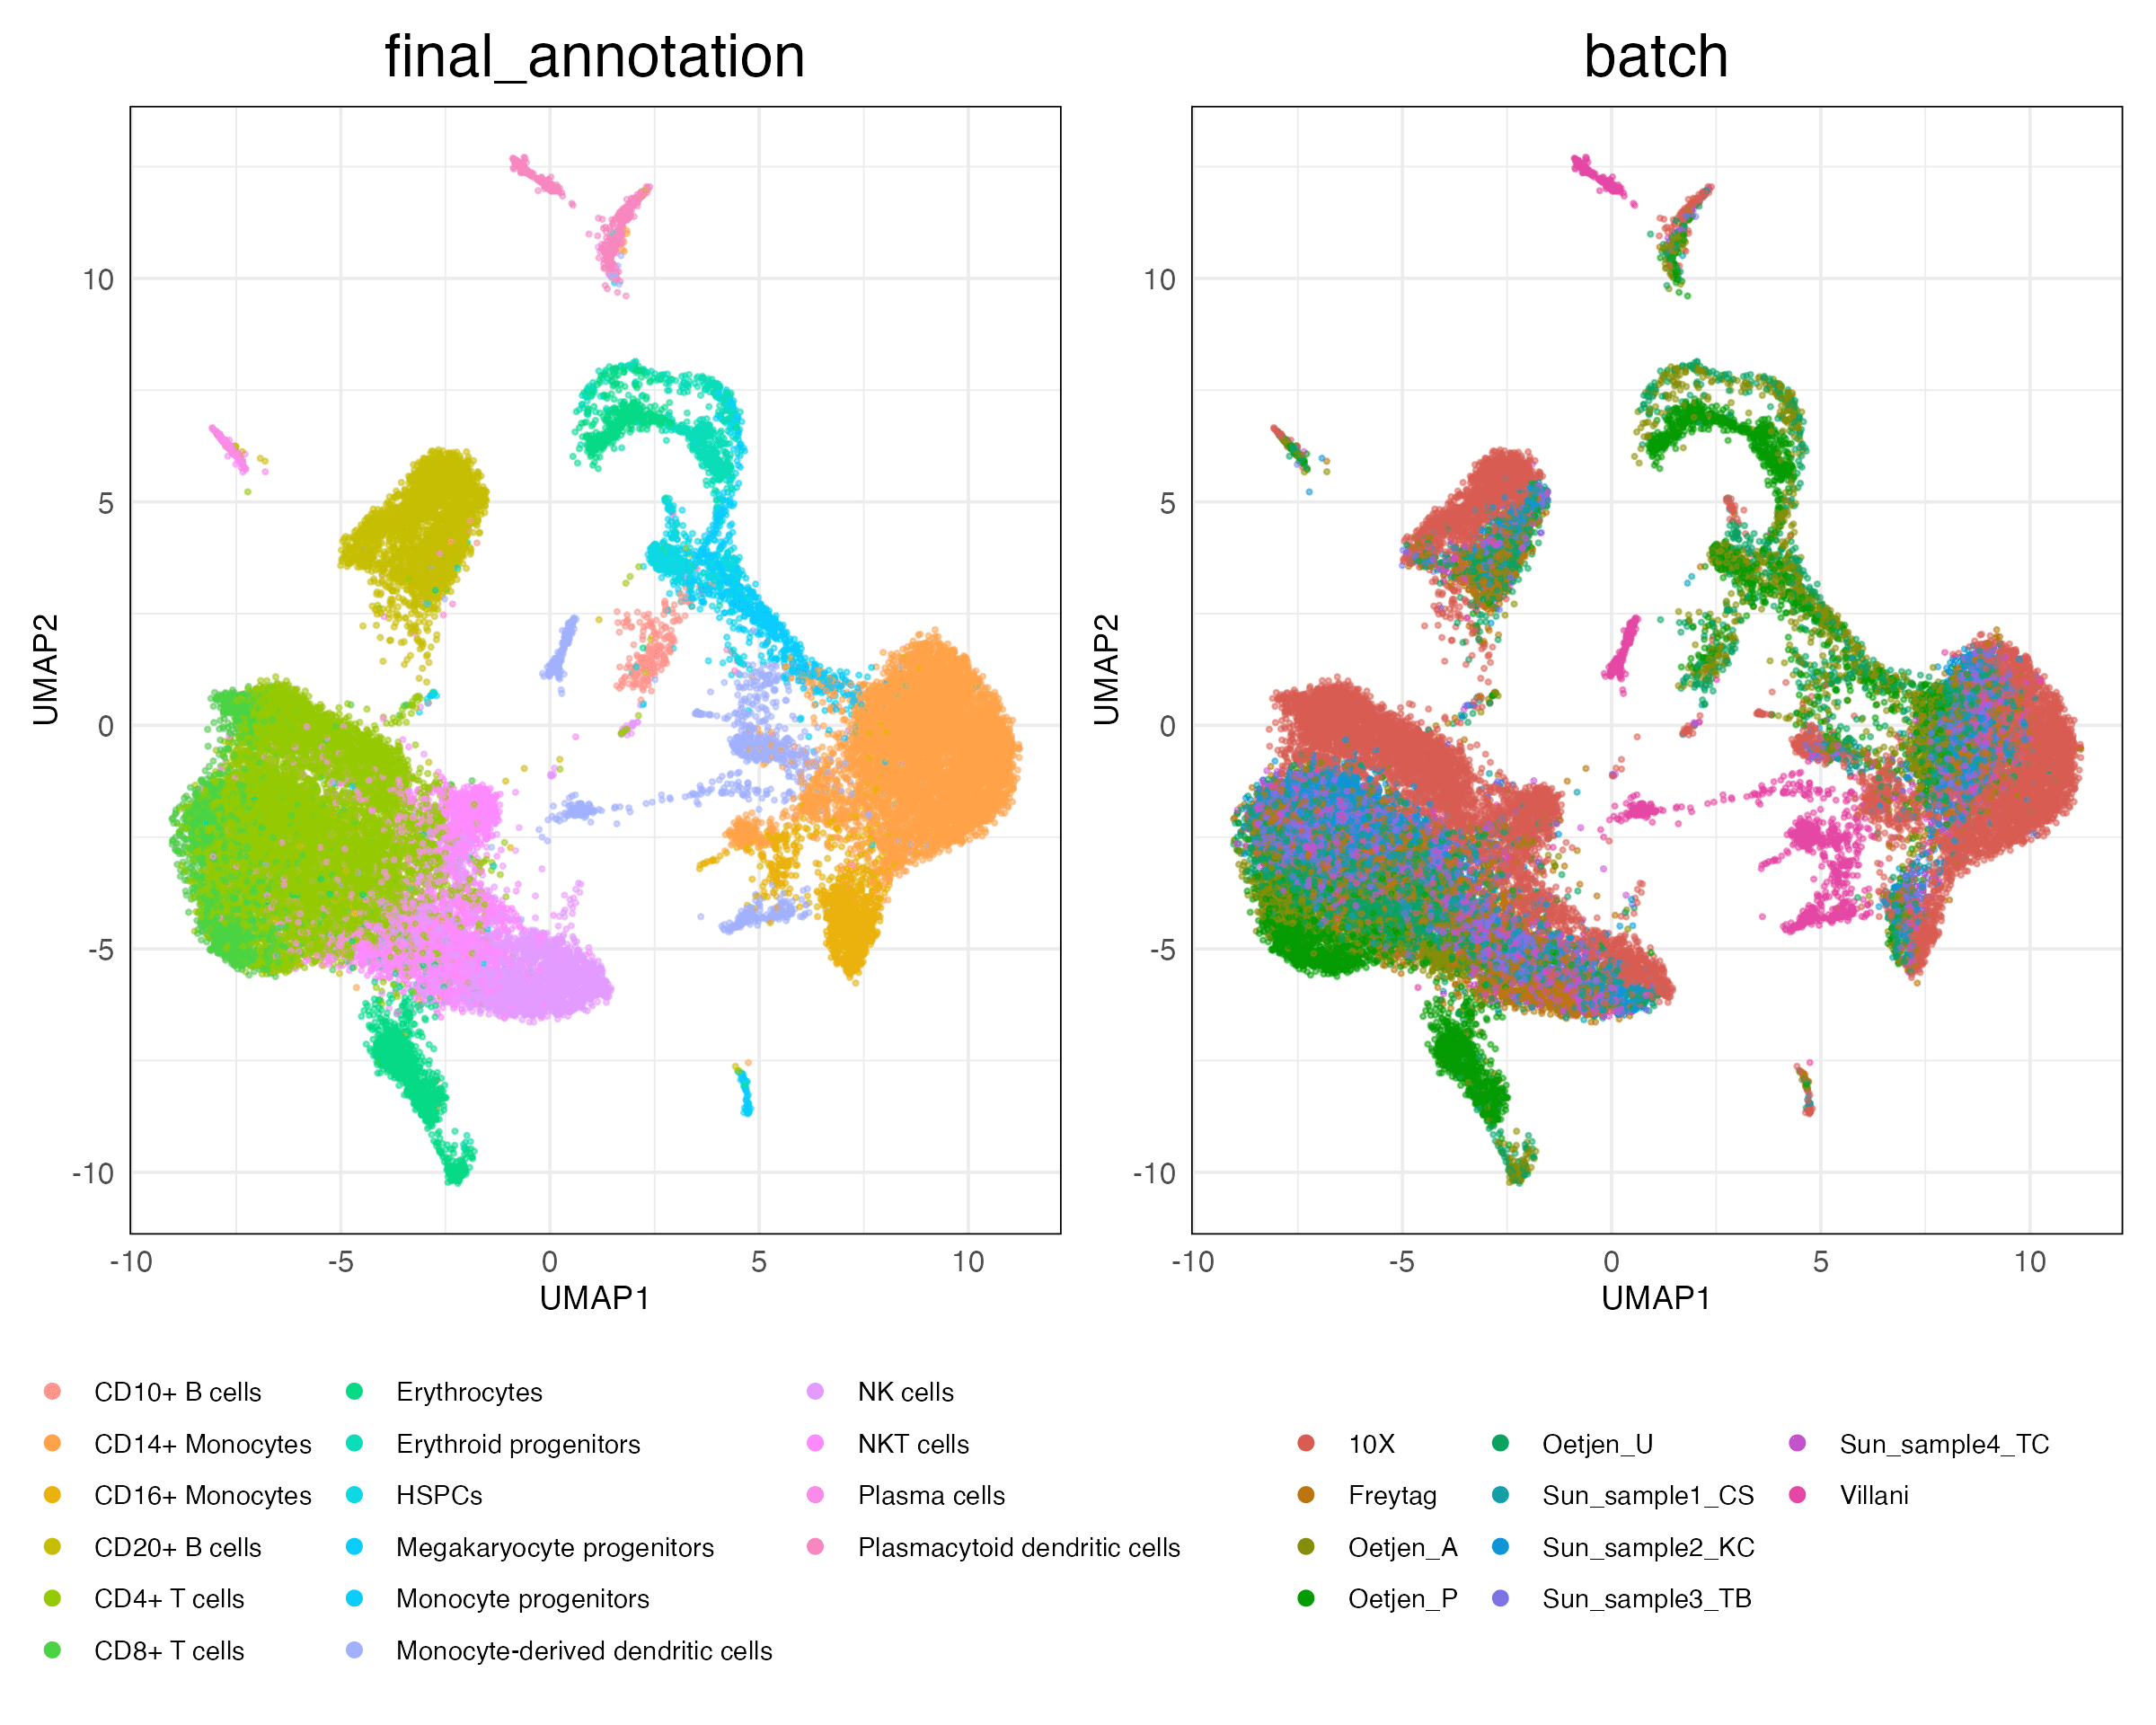 final_annotation
batch
UMAP2
10
5
0
-5
-10
-10
-5
0
5
10
UMAP1
UMAP2
10
5
0
-5
-10
-10
-5
0
5
10
UMAP1
CD10+ B cells
CD14+ Monocytes
CD16+ Monocytes
CD20+ B cells
CD4+ T cells
CD8+ T cells
Erythrocytes
Erythroid progenitors
HSPCs
Megakaryocyte progenitors
Monocyte progenitors
Monocyte-derived dendritic cells
NK cells
NKT cells
Plasma cells
Plasmacytoid dendritic cells
10X
Freytag
Oetjen_A
Oetjen_P
Oetjen_U
Sun_sample1_CS
Sun_sample2_KC
Sun_sample3_TB
Sun_sample4_TC
Villani